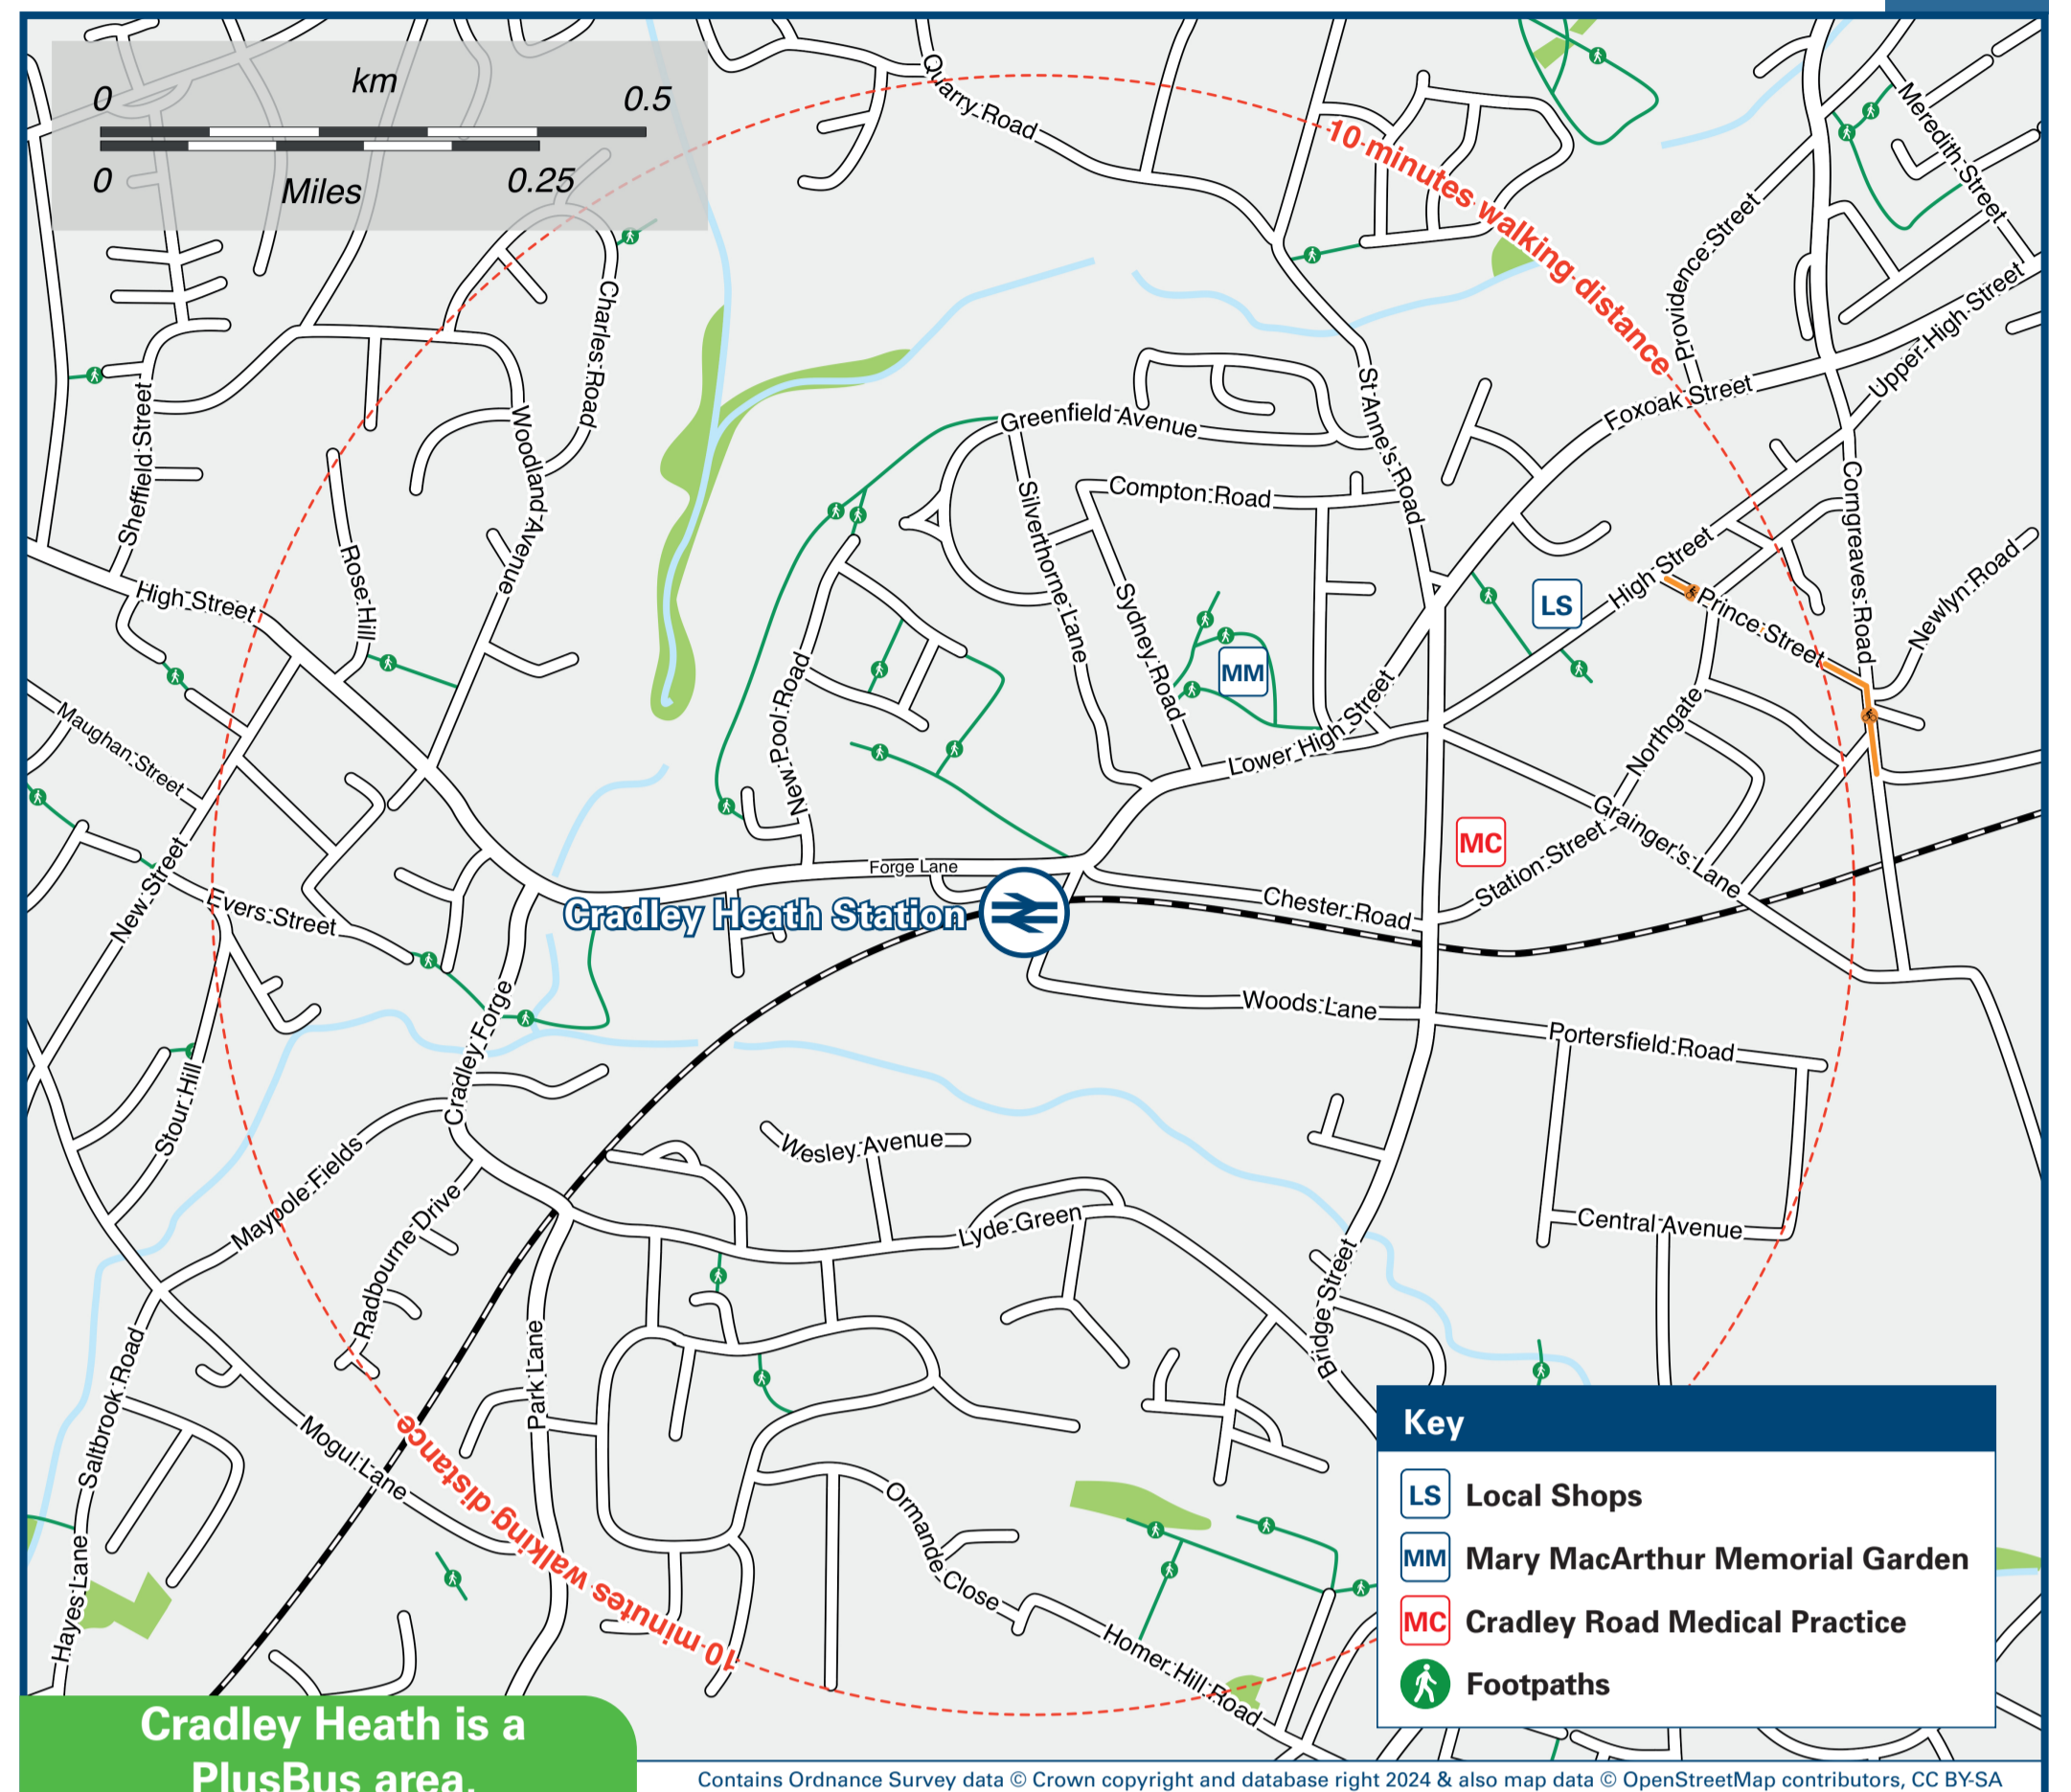 km
0
0.5
0
0.25
Miles
Quarry Road
10 minutes walking distance
Meredith Street
Providence Street
Upper High Street
Foxoak Street
Charles Road
St Anne's Road
Sheffield Street
Woodland Avenue
Greenfield Avenue
Compton Road
Silverthorne Lane
Corngreaves Road
High Street
Rose Hill
High Street
Newlyn Road
LS
Prince Street
Sydney Road
MM
New Pool Road
Maughan Street
Lower High Street
Northgate
Grainger's Lane
MC
Station Street
New Street
Forge Lane
Evers Street
Cradley Heath Station
Chester Road
Woods Lane
Portersfield Road
Cradley Forge
Stour Hill
Wesley Avenue
Maypole Fields
Lyde Green
Central Avenue
Radbourne Drive
Bridge Street
Park Lane
Saltbrook Road
Mogul Lane
10 minutes walking distance
Ormande Close
Hayes Lane
Homer Hill Road
Key
LS Local Shops
MM Mary MacArthur Memorial Garden
MC Cradley Road Medical Practice
Footpaths
Cradley Heath is a
PlusBus area.
Contains Ordnance Survey data © Crown copyright and database right 2024 & also map data © OpenStreetMap contributors, CC BY-SA